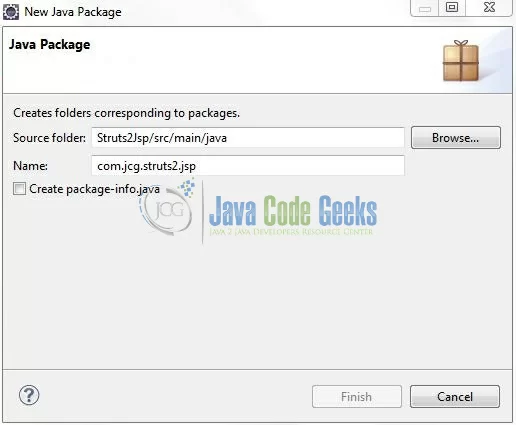 New Java Package
Java Package
Creates folders corresponding to packages.
Source folder: Struts2Jsp/src/main/java Browse...
Name: com.jcg.struts2.jsp
Create package-info.java
JCG Java Code Geeks
Java 2 Java Developers Resource Center
? Finish Cancel